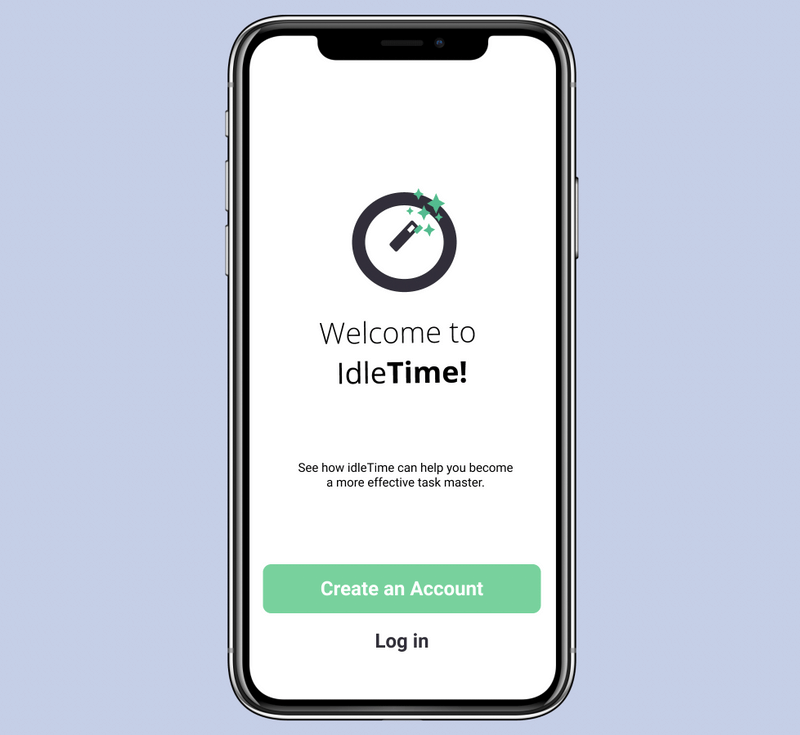 Welcome to
IdleTime!
See how idleTime can help you become
a more effective task master.
Create an Account
Log in